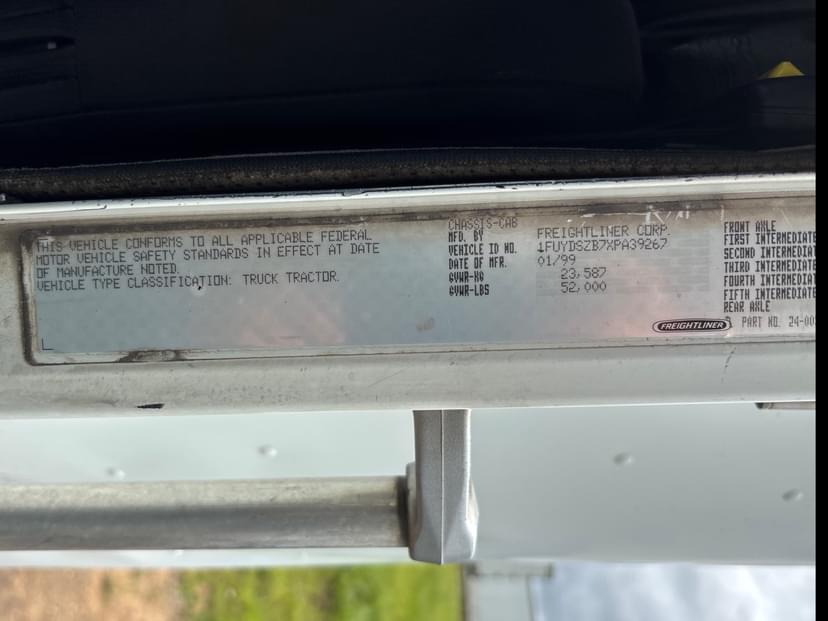 THIS VEHICLE CONFORMS TO ALL APPLICABLE FEDERAL
MOTOR VEHICLE SAFETY STANDARDS IN EFFECT AT DATE
OF MANUFACTURE NOTED.
VEHICLE TYPE CLASSIFICATION: TRUCK TRACTOR.
CHASSIS-CAB
MFD. BY FREIGHTLINER CORP.
VEHICLE ID NO. 1FUYDSZB7XPA39267
DATE OF MFR. 01/99
GVWR-KG 23,587
GVWR-LBS 52,000
FRONT AXLE
FIRST INTERMEDIATE
SECOND INTERMEDIAT
THIRD INTERMEDIATE
FOURTH INTERMEDIAT
FIFTH INTERMEDIATE
REAR AXLE
FREIGHTLINER PART NO. 24-00